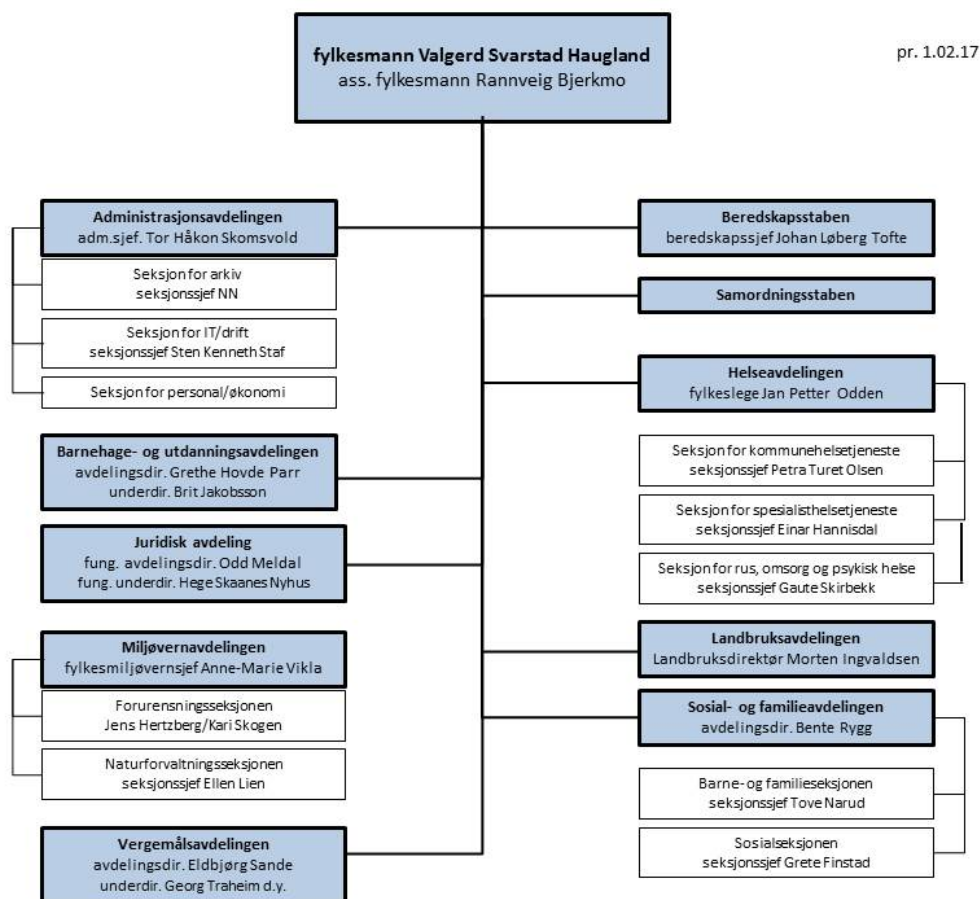 fylkesmann Valgerd Svarstad Haugland
ass. fylkesmann Rannveig Bjerkmo
pr. 1.02.17
Administrasjonsavdelingen
adm.sjef. Tor Håkon Skomsvold
Seksjon for arkiv
seksjonssjef NN
Seksjon for IT/drift
seksjonssjef Sten Kenneth Staf
Seksjon for personal/økonomi
Barnehage- og utdanningsavdelingen
avdelingsdir. Grethe Hovde Parr
underdir. Brit Jakobsson
Juridisk avdeling
fung. avdelingsdir. Odd Meldal
fung. underdir. Hege Skaanes Nyhus
Miljøvernavdelingen
fylkesmiljøvernsjef Anne-Marie Vikla
Forurensningsseksjonen
Jens Hertzberg/Kari Skogen
Naturforvaltningsseksjonen
seksjonssjef Ellen Lien
Vergemålsavdelingen
avdelingsdir. Eldbjørg Sande
underdir. Georg Traheim d.y.
Beredskapsstaben
beredskapssjef Johan Løberg Tofte
Samordningsstaben
Helseavdelingen
fylkeslege Jan Petter Odden
Seksjon for kommunehelsetjeneste
seksjonssjef Petra Turet Olsen
Seksjon for spesialisthelsetjeneste
seksjonssjef Einar Hannisdal
Seksjon for rus, omsorg og psykisk helse
seksjonssjef Gaute Skirbekk
Landbruksavdelingen
Landbruksdirektør Morten Ingvaldsen
Sosial- og familieavdelingen
avdelingsdir. Bente Rygg
Barne- og familieseksjonen
seksjonssjef Tove Narud
Sosialseksjonen
seksjonssjef Grete Finstad